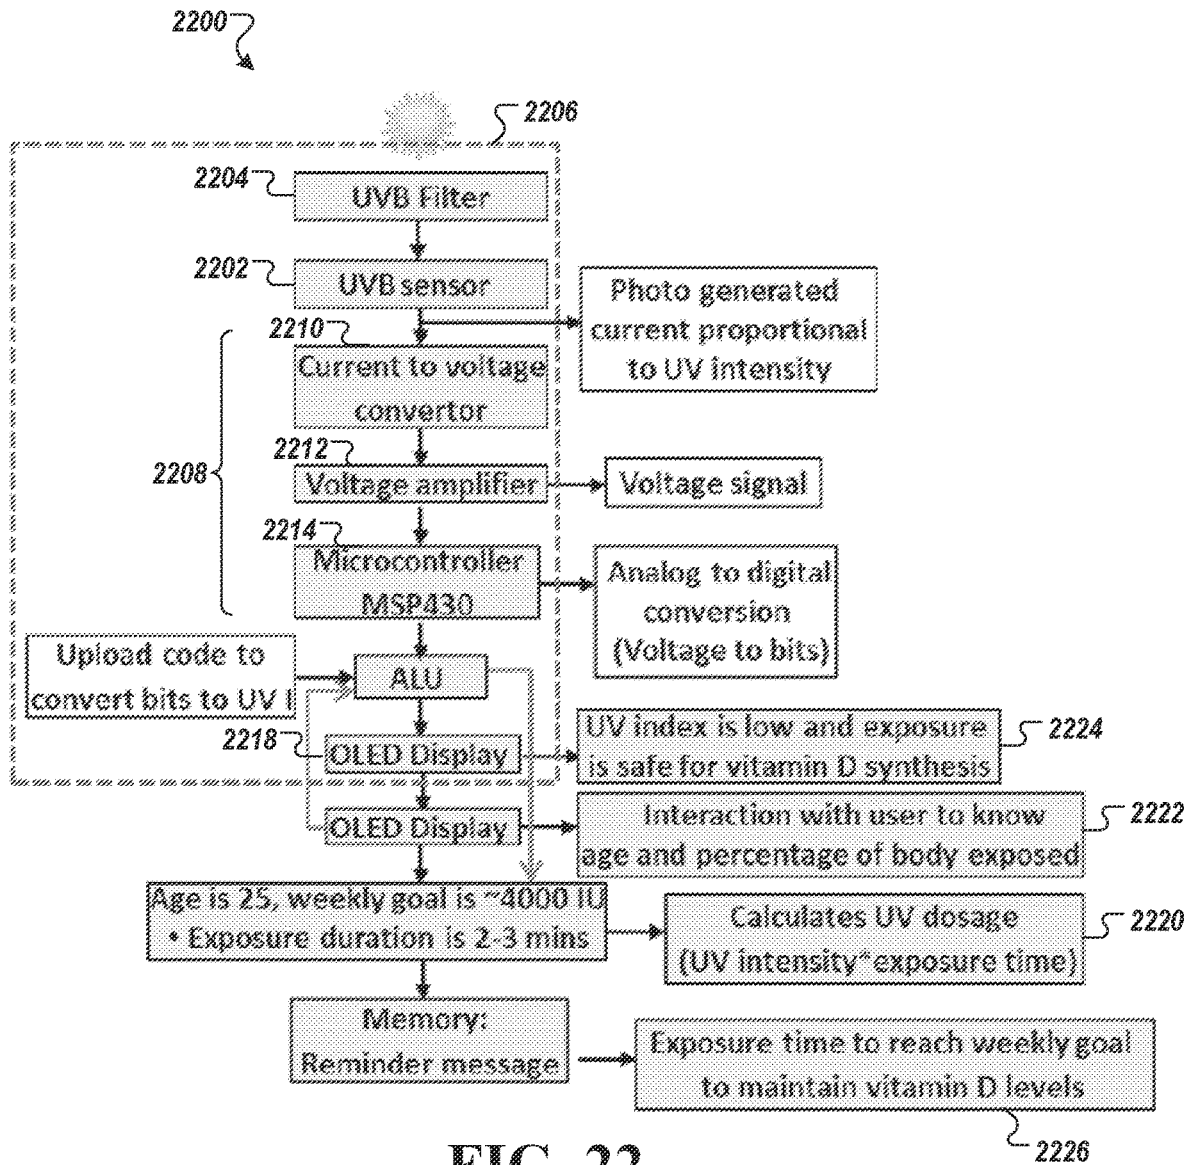 2200
2206
2204
UVB Filter
2202
UVB sensor
Photo generated
current proportional
to UV intensity
2210
Current to voltage
convertor
2208
2212
Voltage amplifier
Voltage signal
2214
Microcontroller
MSP430
Analog to digital
conversion
(Voltage to bits)
Upload code to
convert bits to UV I
ALU
2218
OLED Display
UV index is low and exposure
is safe for vitamin D synthesis
2224
OLED Display
Interaction with user to know
age and percentage of body exposed
2222
Age is 25, weekly goal is ~4000 IU
• Exposure duration is 2-3 mins
Calculates UV dosage
(UV intensity*exposure time)
2220
Memory:
Reminder message
Exposure time to reach weekly goal
to maintain vitamin D levels
2226
FIG. 22